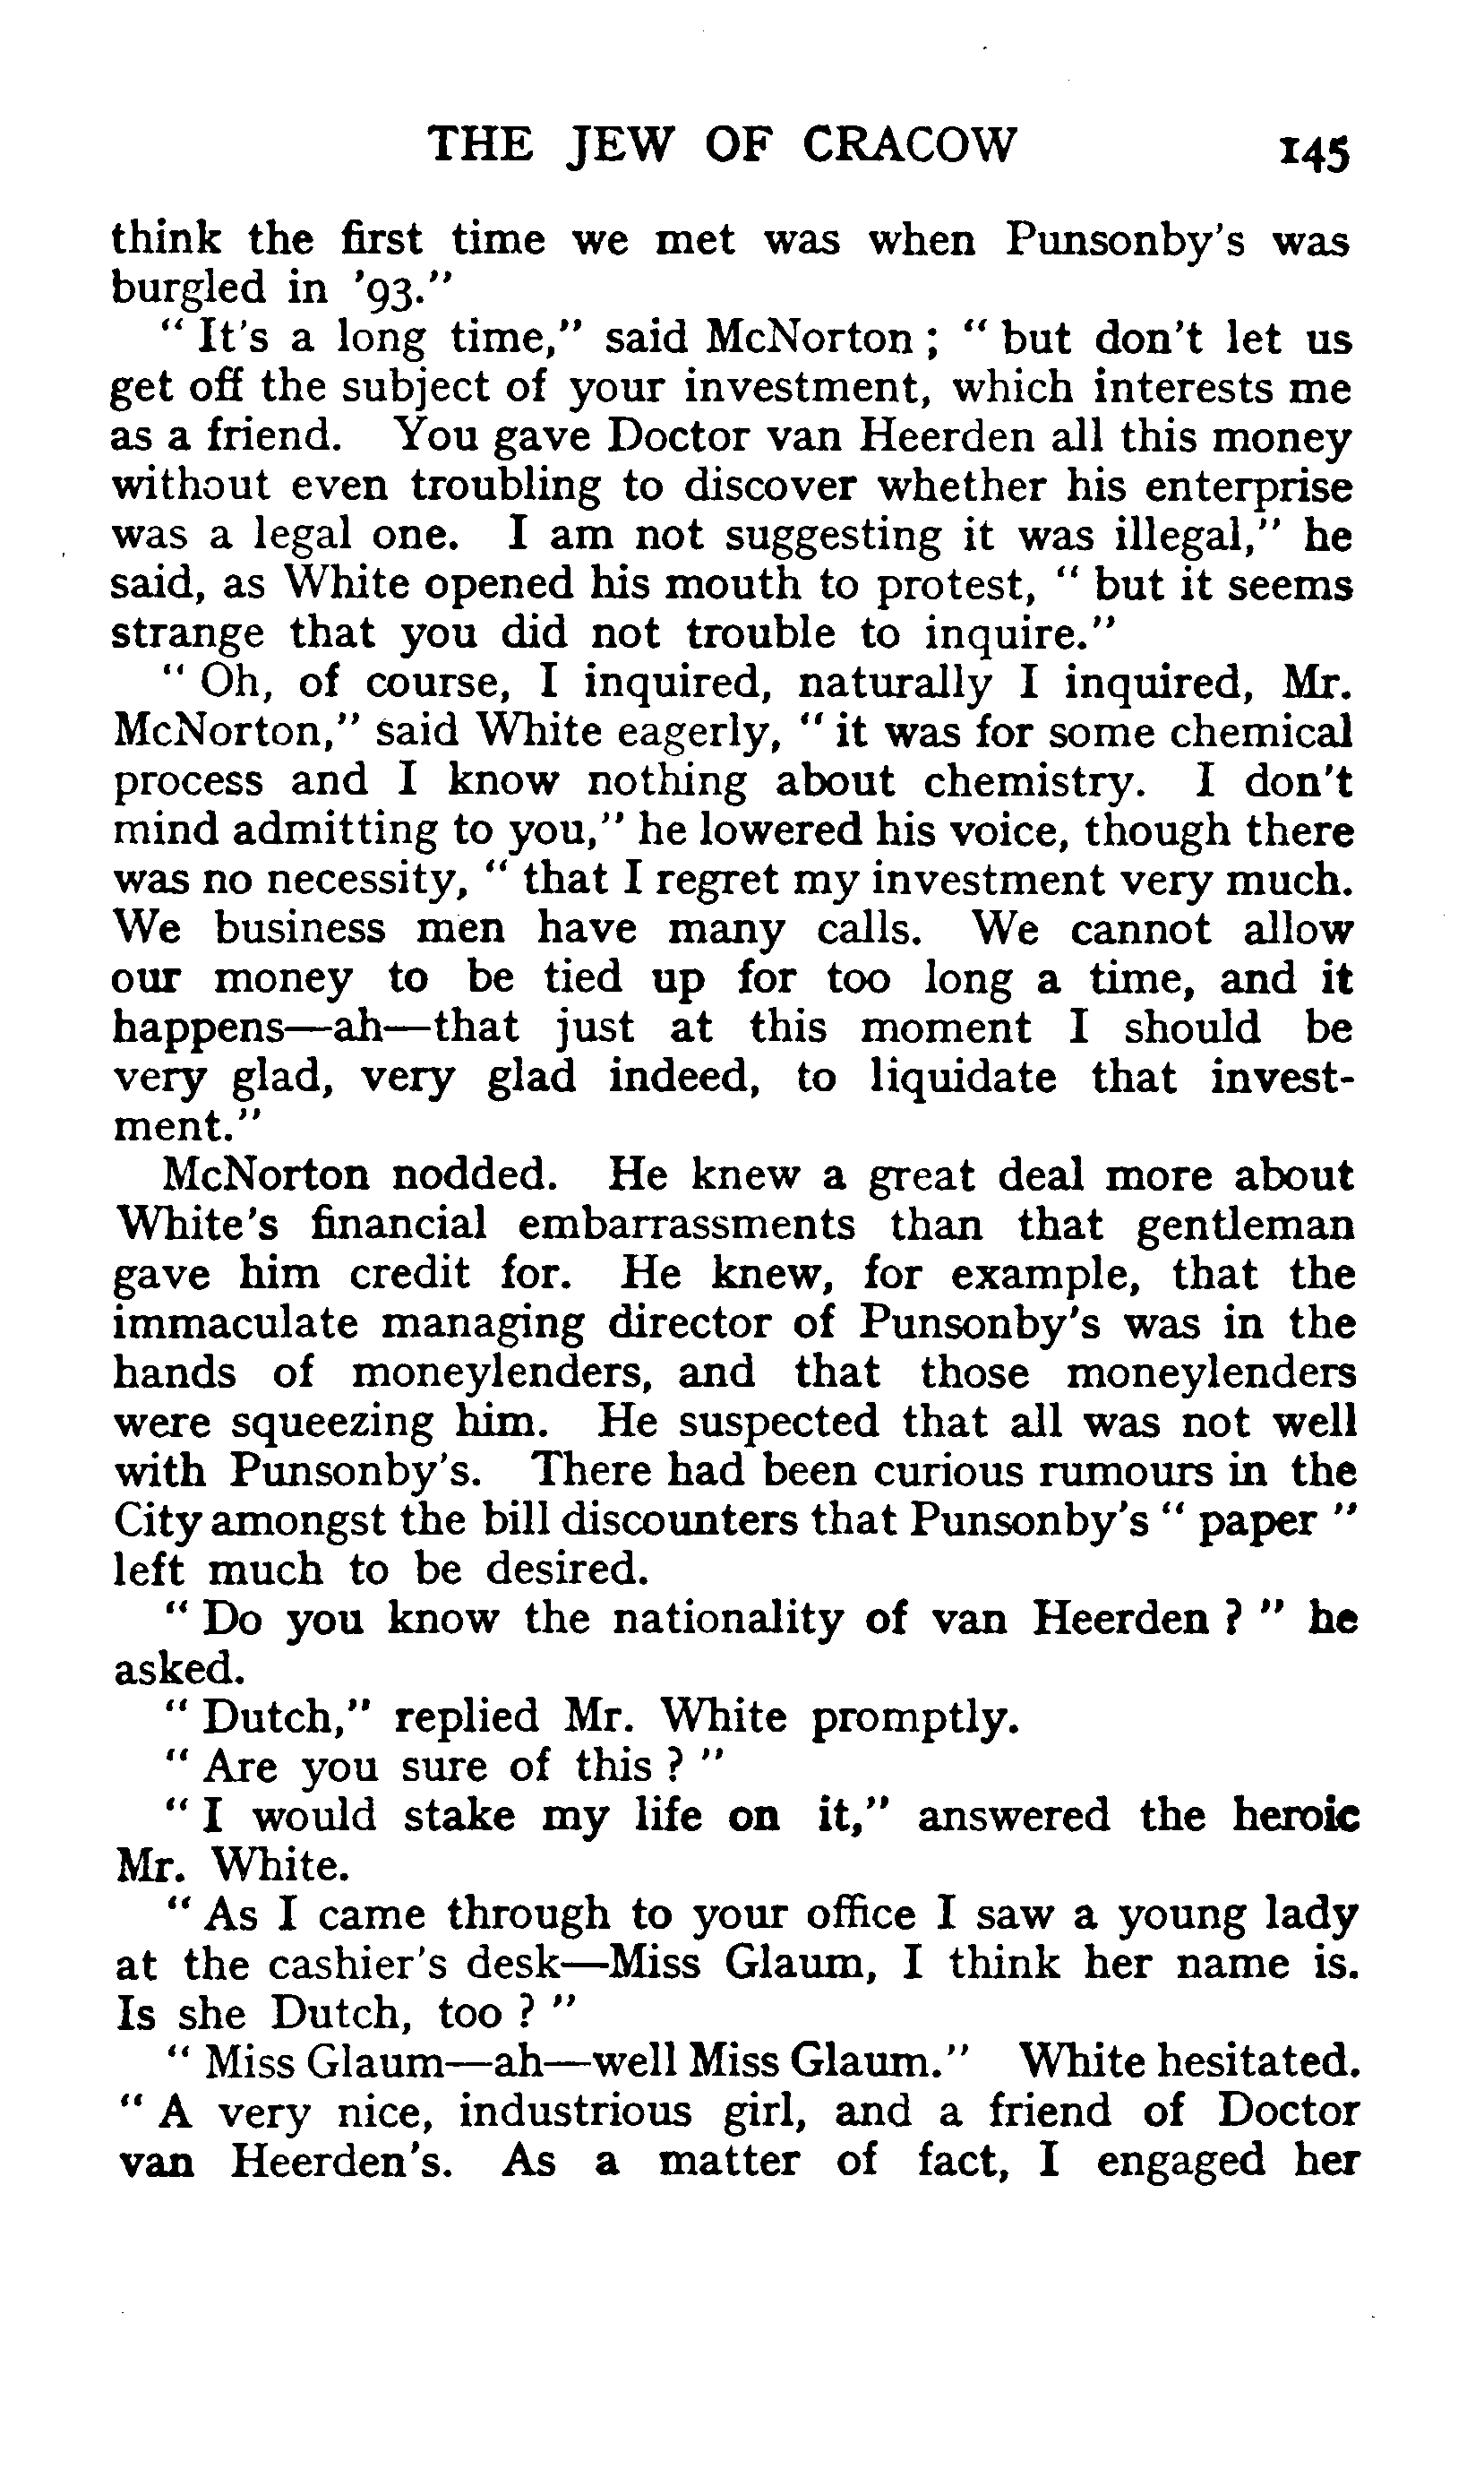 THE JEW OF CRACOW 145
think the first time we met was when Punsonby's was
burgled in '93."
" It's a long time," said McNorton ; " but don't let us
get off the subject of your investment, which interests me
as a friend. You gave Doctor van Heerden all this money
without even troubling to discover whether his enterprise
was a legal one. I am not suggesting it was illegal," he
said, as White opened his mouth to protest, " but it seems
strange that you did not trouble to inquire."
" Oh, of course, I inquired, naturally I inquired, Mr.
McNorton," said White eagerly, " it was for some chemical
process and I know nothing about chemistry. I don't
mind admitting to you," he lowered his voice, though there
was no necessity, " that I regret my investment very much.
We business men have many calls. We cannot allow
our money to be tied up for too long a time, and it
happens—ah—that just at this moment I should be
very glad, very glad indeed, to liquidate that invest-
ment."
McNorton nodded. He knew a great deal more about
White's financial embarrassments than that gentleman
gave him credit for. He knew, for example, that the
immaculate managing director of Punsonby's was in the
hands of moneylenders, and that those moneylenders
were squeezing him. He suspected that all was not well
with Punsonby's. There had been curious rumours in the
City amongst the bill discounters that Punsonby's " paper "
left much to be desired.
" Do you know the nationality of van Heerden ? " he
asked.
" Dutch," replied Mr. White promptly.
" Are you sure of this ? "
" I would stake my life on it," answered the heroic
Mr. White.
" As I came through to your office I saw a young lady
at the cashier's desk—Miss Glaum, I think her name is.
Is she Dutch, too ? "
" Miss Glaum—ah—well Miss Glaum." White hesitated.
" A very nice, industrious girl, and a friend of Doctor
van Heerden's. As a matter of fact, I engaged her